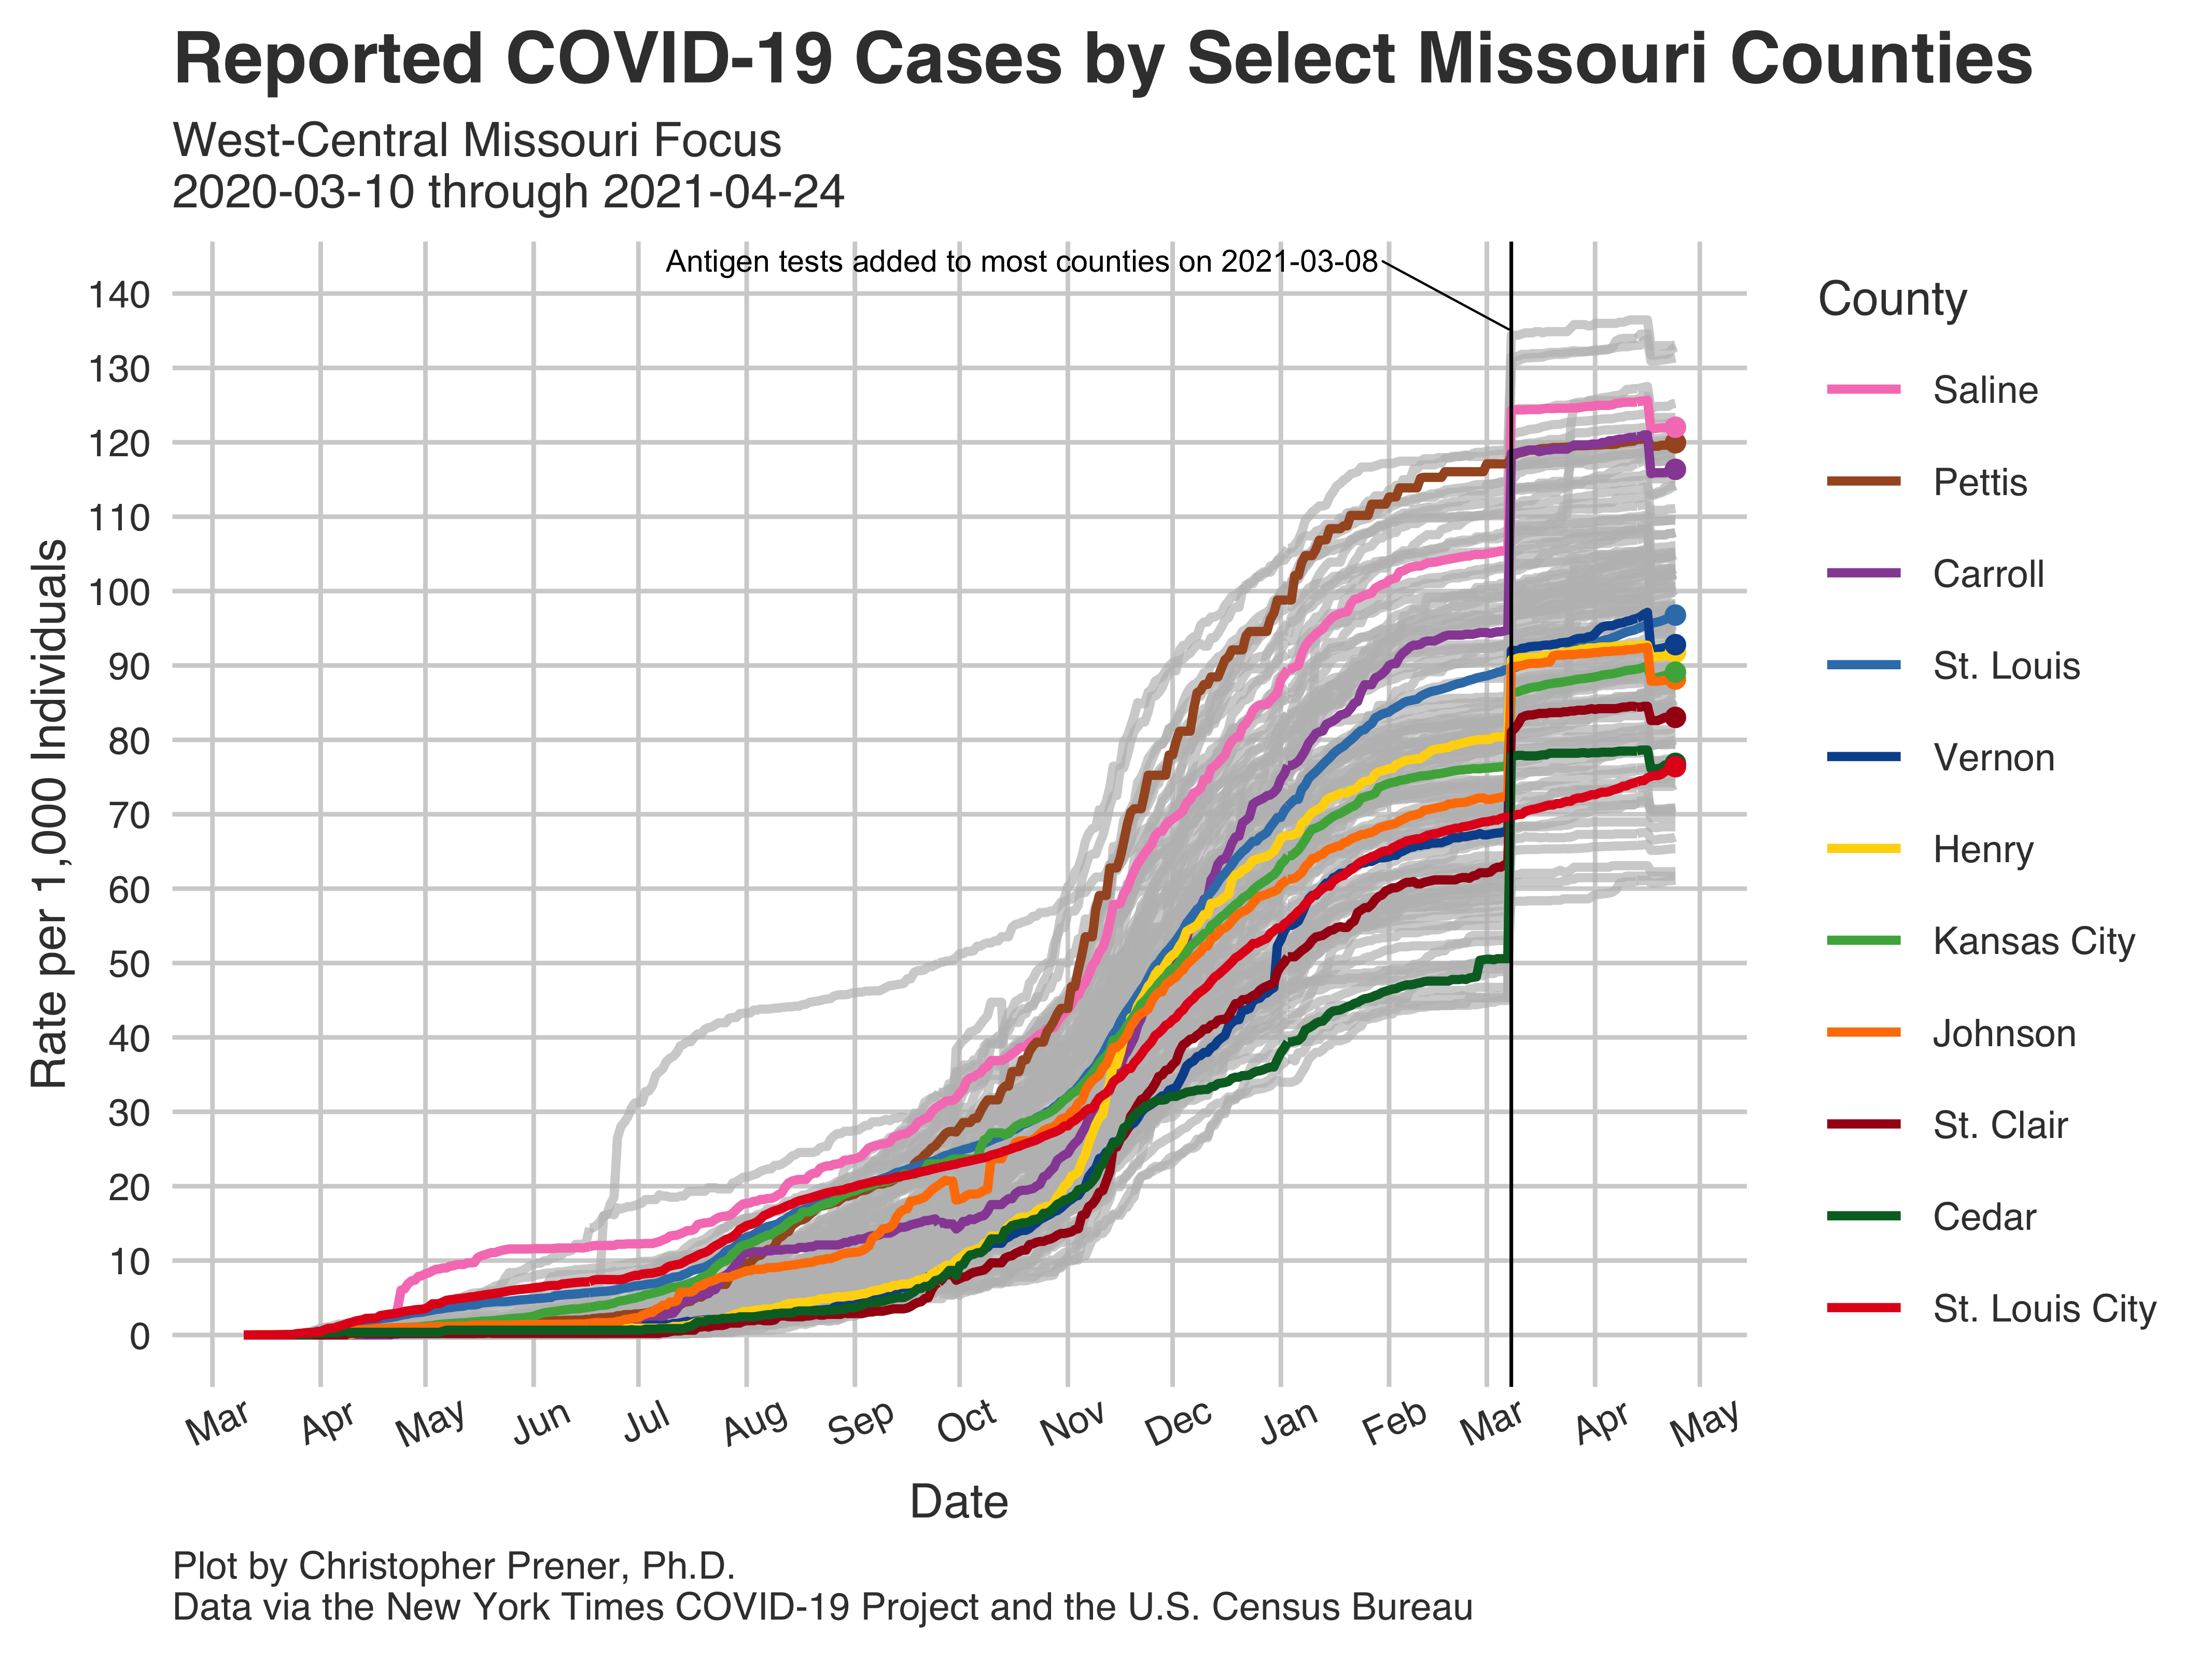 Reported COVID-19 Cases by Select Missouri Counties
West-Central Missouri Focus
2020-03-10 through 2021-04-24
Antigen tests added to most counties on 2021-03-08
Rate per 1,000 Individuals
140
130
120
110
100
90
80
70
60
50
40
30
20
10
0
Mar Apr May Jun Jul Aug Sep Oct Nov Dec Jan Feb Mar Apr May
Date
County
Saline
Pettis
Carroll
St. Louis
Vernon
Henry
Kansas City
Johnson
St. Clair
Cedar
St. Louis City
Plot by Christopher Prener, Ph.D.
Data via the New York Times COVID-19 Project and the U.S. Census Bureau